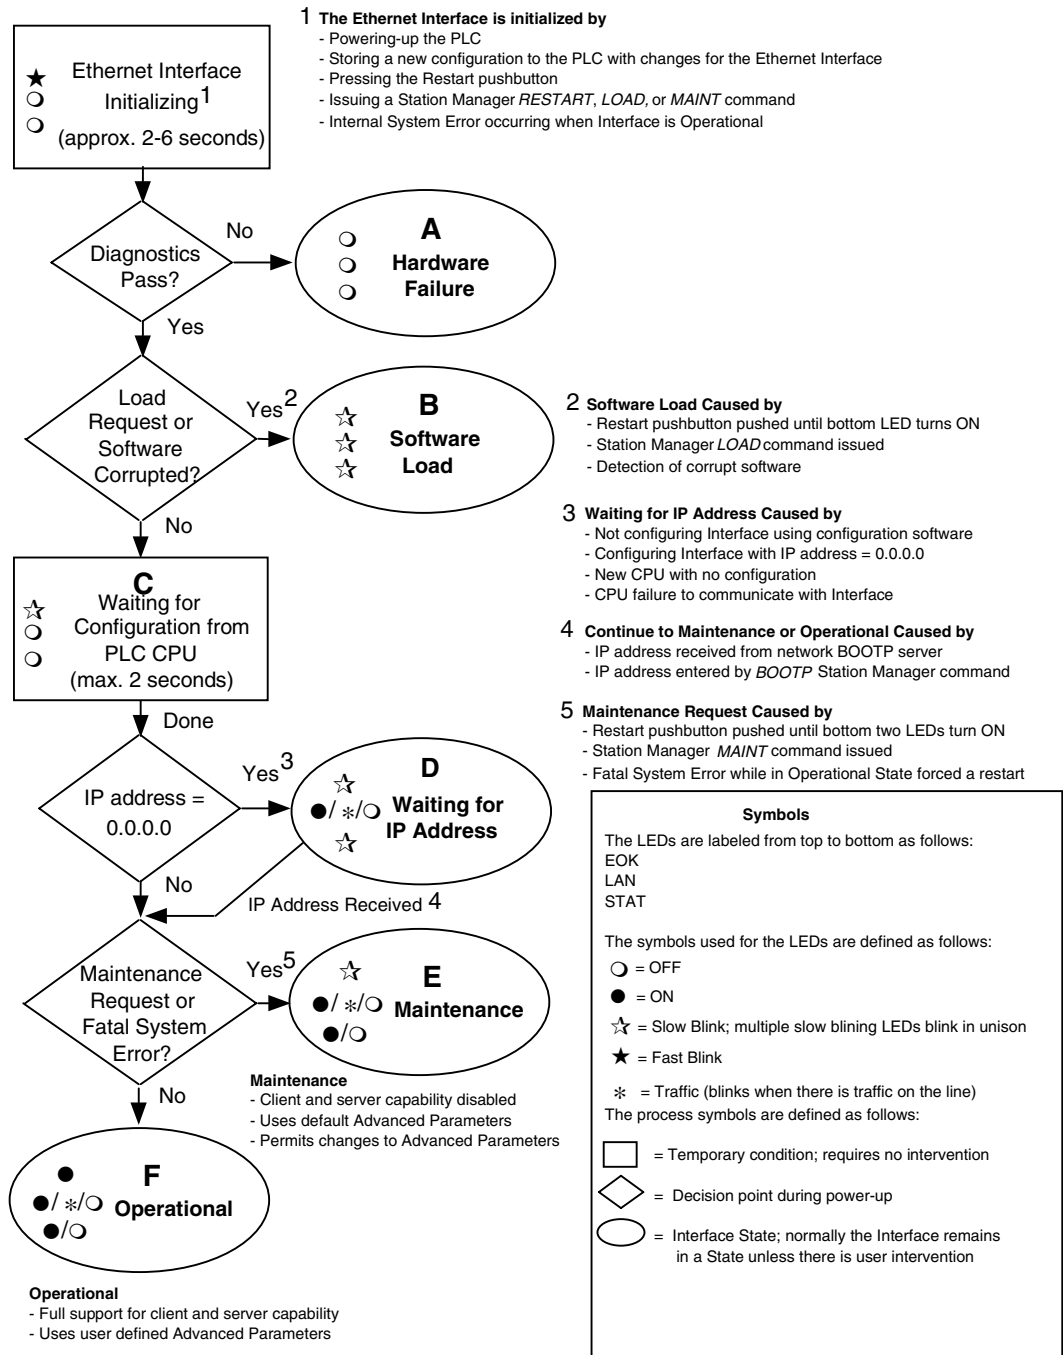 1 The Ethernet Interface is initialized by
- Powering-up the PLC
- Storing a new configuration to the PLC with changes for the Ethernet Interface
- Pressing the Restart pushbutton
- Issuing a Station Manager RESTART, LOAD, or MAINT command
- Internal System Error occurring when Interface is Operational
Ethernet Interface
Initializing1
(approx. 2-6 seconds)
Diagnostics
Pass?
No
A
Hardware
Failure
Yes
Load
Request or
Software
Corrupted?
Yes2
B
Software
Load
2 Software Load Caused by
- Restart pushbutton pushed until bottom LED turns ON
- Station Manager LOAD command issued
- Detection of corrupt software
No
C
Waiting for
Configuration from
PLC CPU
(max. 2 seconds)
3 Waiting for IP Address Caused by
- Not configuring Interface using configuration software
- Configuring Interface with IP address = 0.0.0.0
- New CPU with no configuration
- CPU failure to communicate with Interface
4 Continue to Maintenance or Operational Caused by
- IP address received from network BOOTP server
- IP address entered by BOOTP Station Manager command
Done
IP address =
0.0.0.0
Yes3
D
●/ *​/○ Waiting for
IP Address
5 Maintenance Request Caused by
- Restart pushbutton pushed until bottom two LEDs turn ON
- Station Manager MAINT command issued
- Fatal System Error while in Operational State forced a restart
No
IP Address Received 4
Maintenance
Request or
Fatal System
Error?
Yes5
E
●/ *​/○ Maintenance
●/○
Maintenance
- Client and server capability disabled
- Uses default Advanced Parameters
- Permits changes to Advanced Parameters
No
F
●/ *​/○ Operational
●/○
Operational
- Full support for client and server capability
- Uses user defined Advanced Parameters
Symbols
The LEDs are labeled from top to bottom as follows:
EOK
LAN
STAT
The symbols used for the LEDs are defined as follows:
○ = OFF
● = ON
☆ = Slow Blink; multiple slow blining LEDs blink in unison
★ = Fast Blink
* = Traffic (blinks when there is traffic on the line)
The process symbols are defined as follows:
= Temporary condition; requires no intervention
= Decision point during power-up
= Interface State; normally the Interface remains
in a State unless there is user intervention